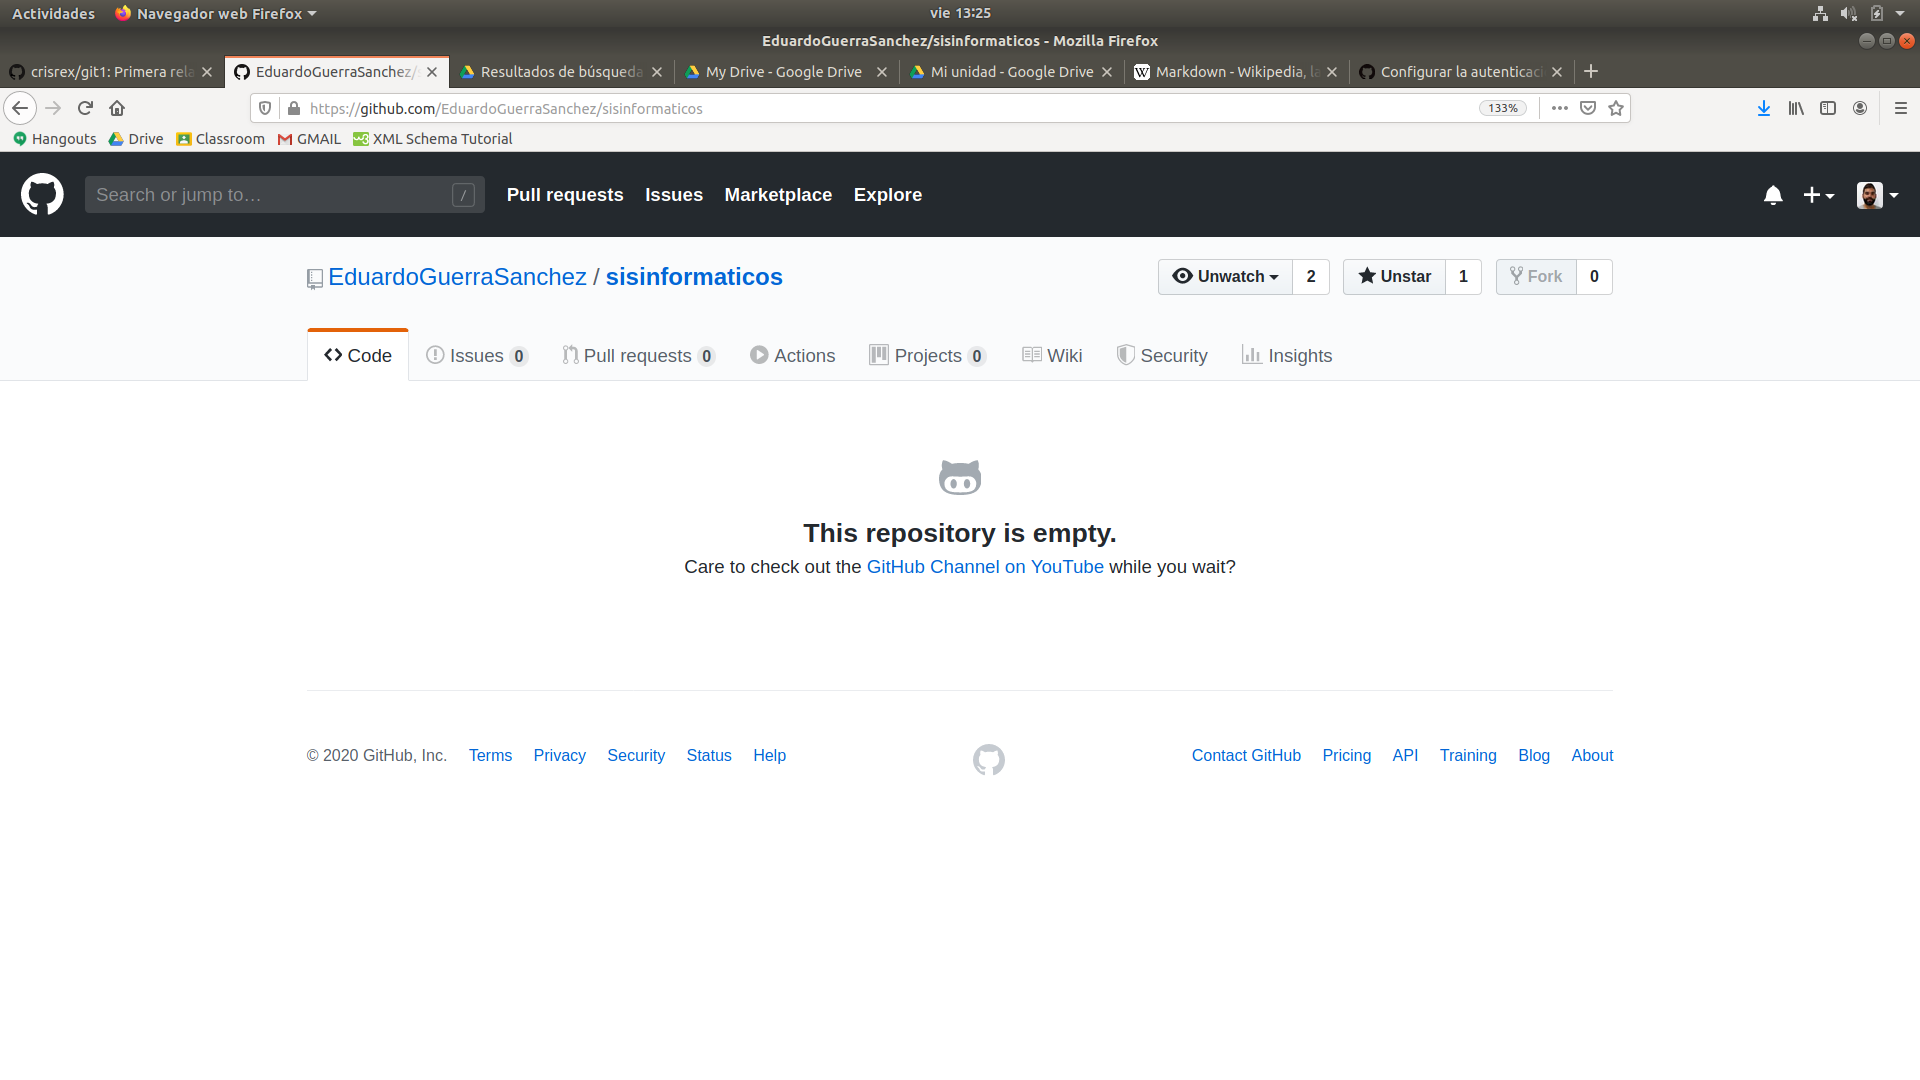 Actividades Navegador web Firefox vie 13:25
EduardoGuerraSanchez/sisinformaticos - Mozilla Firefox
crisrex/git1: Primera rela EduardoGuerraSanchez/ Resultados de búsqueda My Drive - Google Drive Mi unidad - Google Drive Markdown - Wikipedia, la Configurar la autenticaci
https://github.com/EduardoGuerraSanchez/sisinformaticos 133%
Hangouts Drive Classroom GMAIL XML Schema Tutorial
Search or jump to… / Pull requests Issues Marketplace Explore
EduardoGuerraSanchez / sisinformaticos Unwatch 2 Unstar 1 Fork 0
Code Issues 0 Pull requests 0 Actions Projects 0 Wiki Security Insights
This repository is empty.
Care to check out the GitHub Channel on YouTube while you wait?
© 2020 GitHub, Inc. Terms Privacy Security Status Help Contact GitHub Pricing API Training Blog About